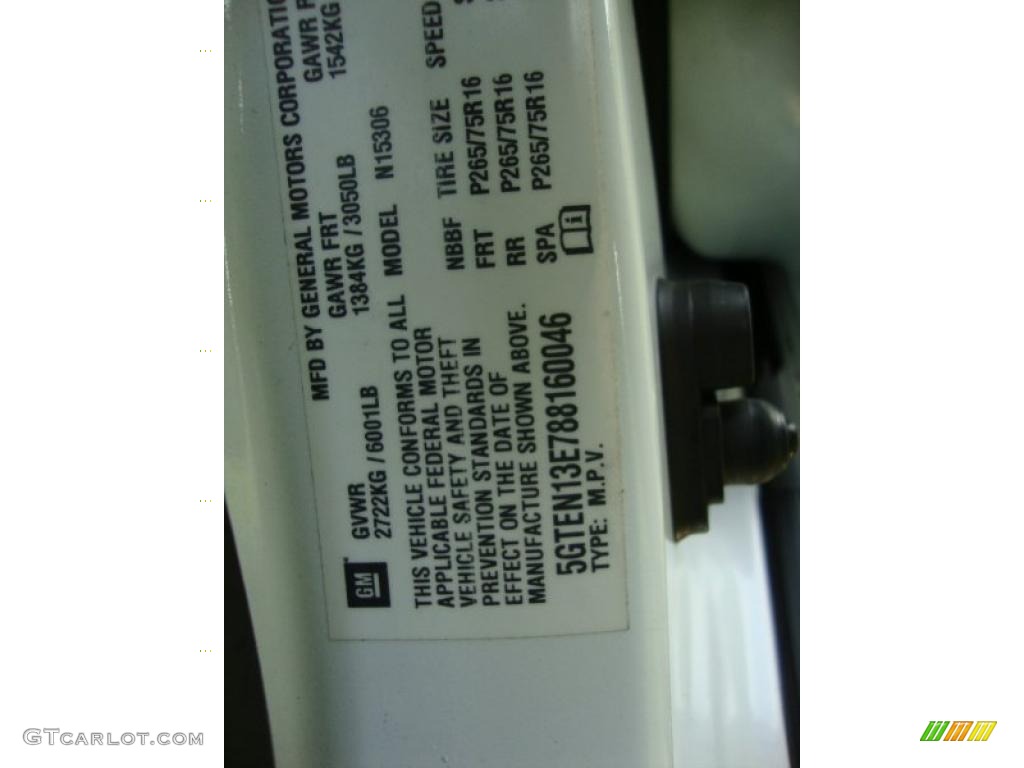 MFD BY GENERAL MOTORS CORPORATIO
GVWR GAWR FRT GAWR R
2722KG / 6001LB 1384KG / 3050LB 1542KG
THIS VEHICLE CONFORMS TO ALL MODEL N15306
APPLICABLE FEDERAL MOTOR
VEHICLE SAFETY AND THEFT
PREVENTION STANDARDS IN
EFFECT ON THE DATE OF
MANUFACTURE SHOWN ABOVE.
NBBF TIRE SIZE SPEED
FRT P265/75R16 S
RR P265/75R16
SPA P265/75R16
5GTEN13E788160046
TYPE: M.P.V.
GM
GTCARLOT.COM